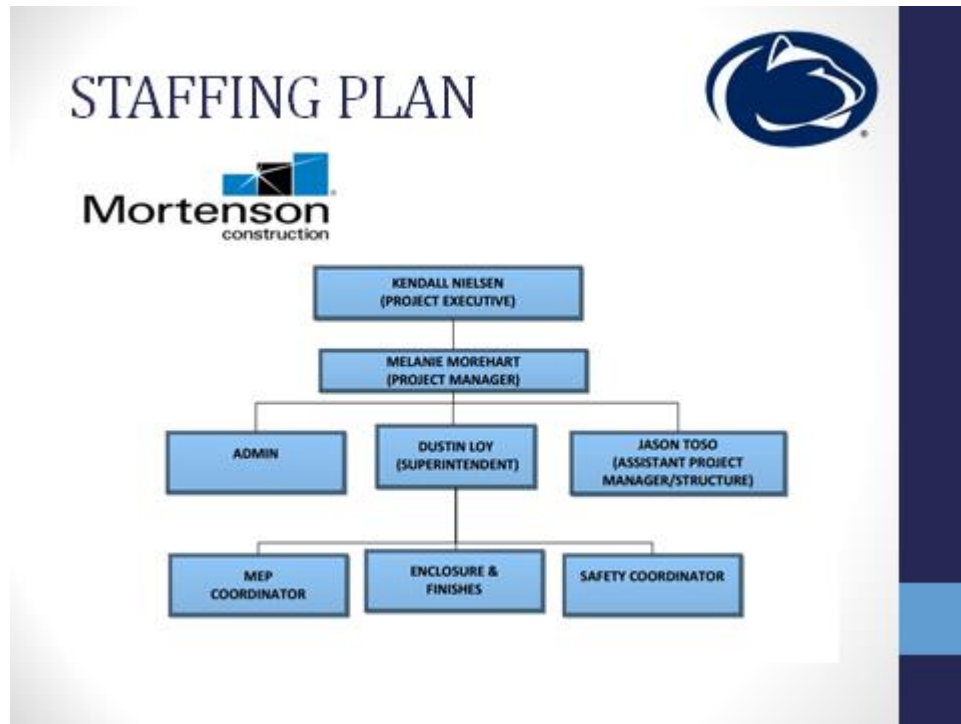 STAFFING PLAN
Mortenson
construction
KENDALL NIELSEN
(PROJECT EXECUTIVE)
MELANIE MOREHART
(PROJECT MANAGER)
ADMIN
DUSTIN LOY
(SUPERINTENDENT)
JASON TOSO
(ASSISTANT PROJECT
MANAGER/STRUCTURE)
MEP
COORDINATOR
ENCLOSURE &
FINISHES
SAFETY COORDINATOR